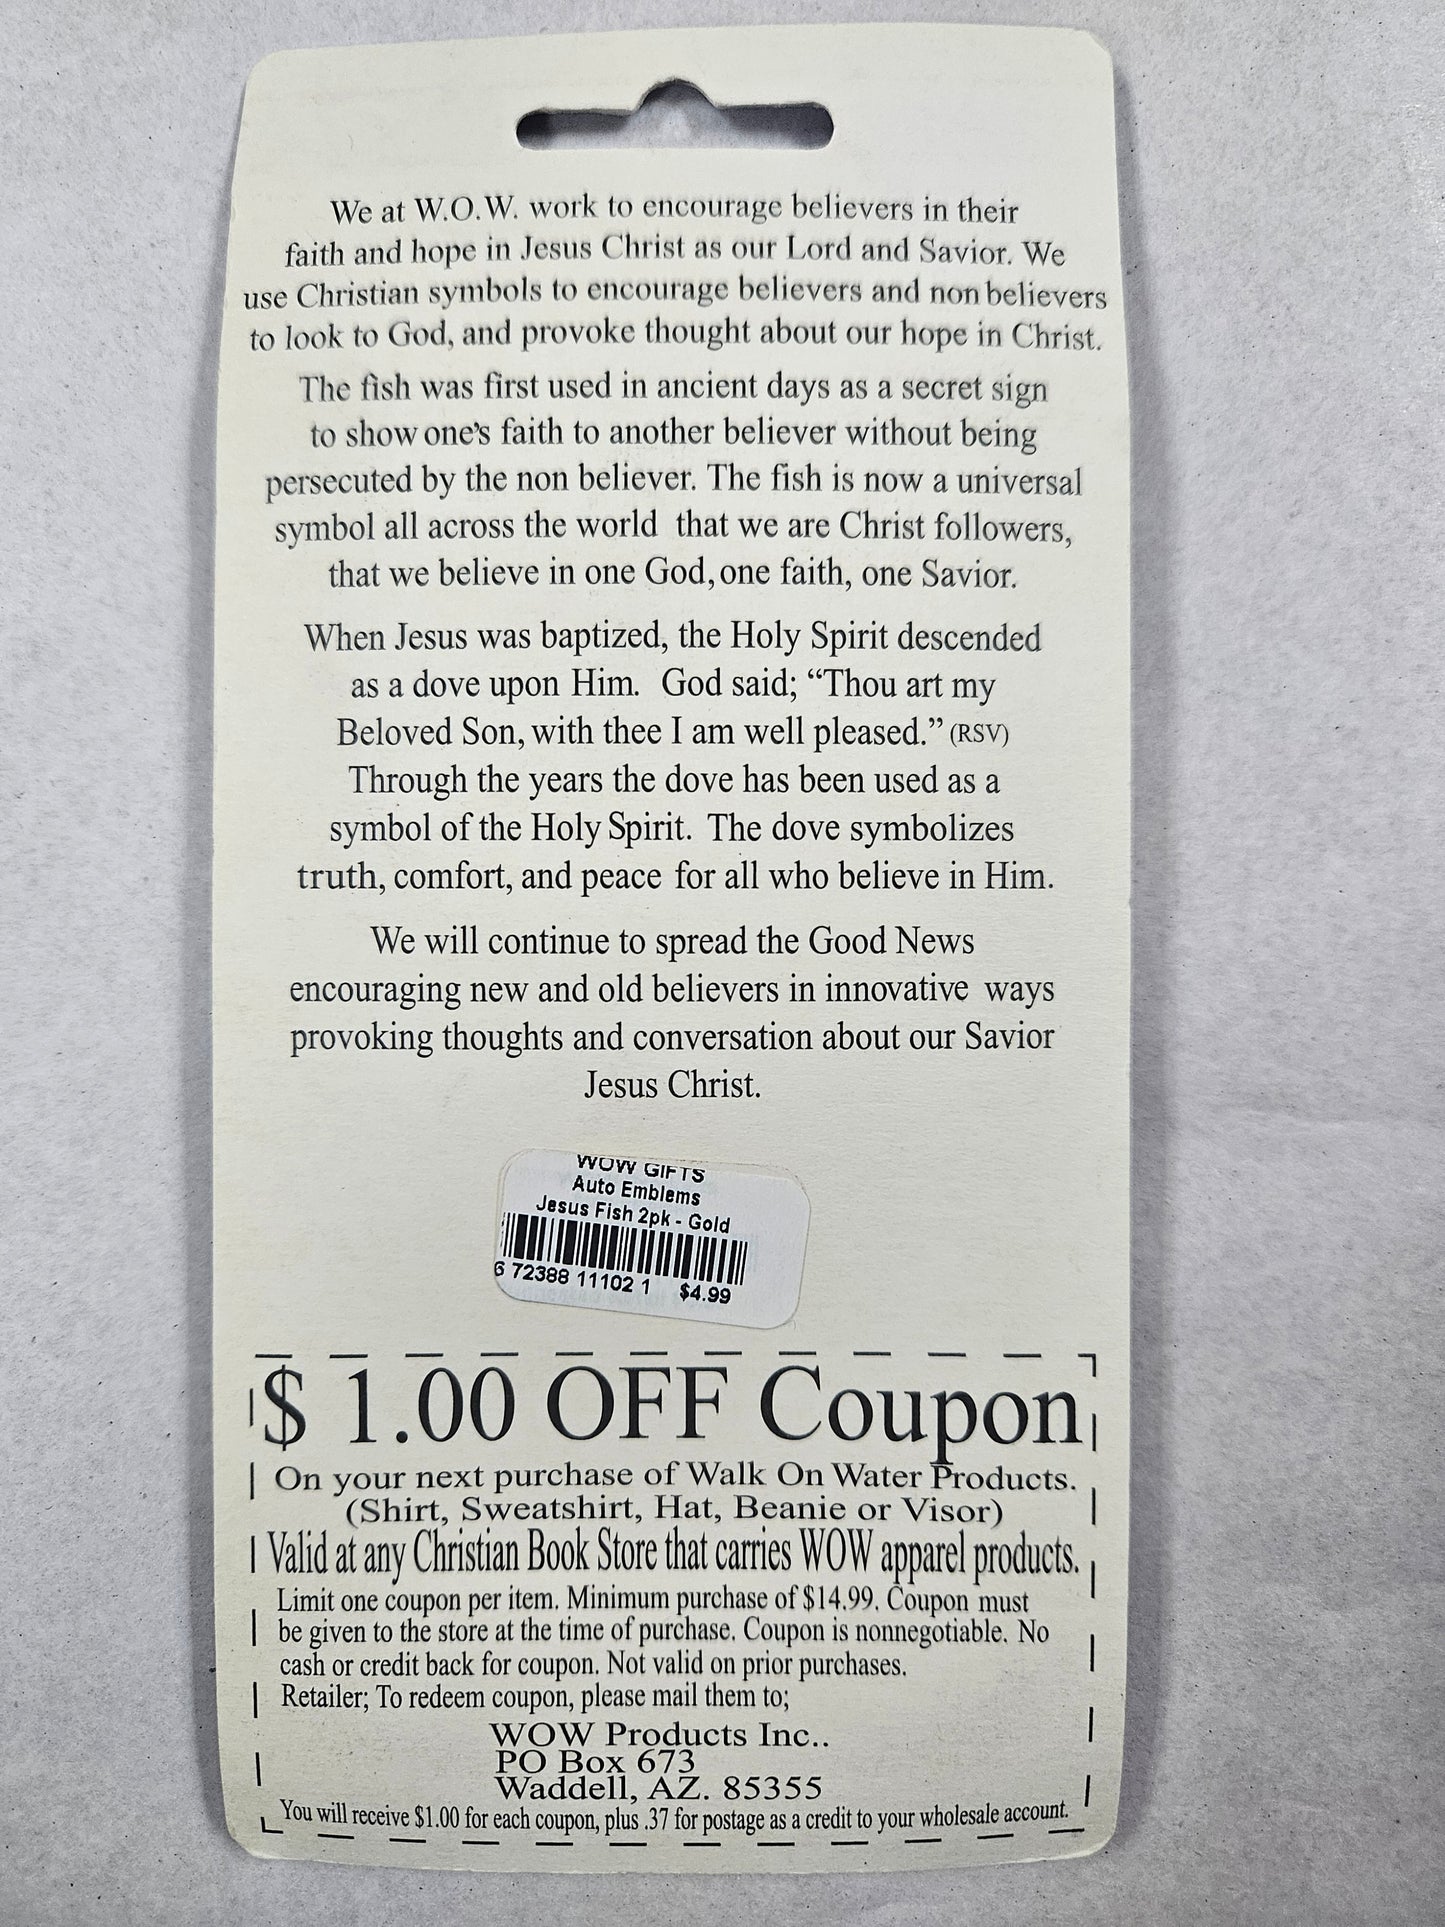 We at W.O.W. work to encourage believers in their
faith and hope in Jesus Christ as our Lord and Savior. We
use Christian symbols to encourage believers and non believers
to look to God, and provoke thought about our hope in Christ.
The fish was first used in ancient days as a secret sign
to show one's faith to another believer without being
persecuted by the non believer. The fish is now a universal
symbol all across the world that we are Christ followers,
that we believe in one God, one faith, one Savior.
When Jesus was baptized, the Holy Spirit descended
as a dove upon Him. God said; “Thou art my
Beloved Son, with thee I am well pleased.” (RSV)
Through the years the dove has been used as a
symbol of the Holy Spirit. The dove symbolizes
truth, comfort, and peace for all who believe in Him.
We will continue to spread the Good News
encouraging new and old believers in innovative ways
provoking thoughts and conversation about our Savior
Jesus Christ.
WOW GIFTS
Auto Emblems
Jesus Fish 2pk - Gold
6 72388 11102 1 $4.99
$ 1.00 OFF Coupon
On your next purchase of Walk On Water Products.
(Shirt, Sweatshirt, Hat, Beanie or Visor)
Valid at any Christian Book Store that carries WOW apparel products.
Limit one coupon per item. Minimum purchase of $14.99. Coupon must
be given to the store at the time of purchase. Coupon is nonnegotiable. No
cash or credit back for coupon. Not valid on prior purchases.
Retailer; To redeem coupon, please mail them to;
WOW Products Inc..
PO Box 673
Waddell, AZ. 85355
You will receive $1.00 for each coupon, plus .37 for postage as a credit to your wholesale account.